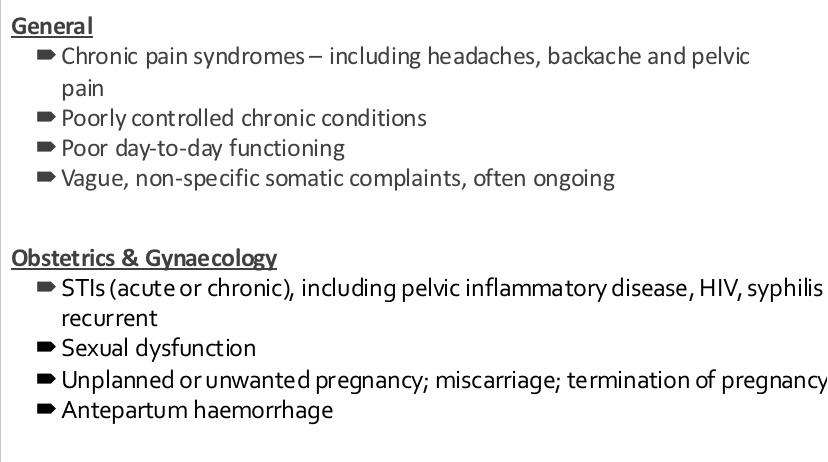 General
Chronic pain syndromes – including headaches, backache and pelvic
pain
Poorly controlled chronic conditions
Poor day-to-day functioning
Vague, non-specific somatic complaints, often ongoing
Obstetrics & Gynaecology
STIs (acute or chronic), including pelvic inflammatory disease, HIV, syphilis
recurrent
Sexual dysfunction
Unplanned or unwanted pregnancy; miscarriage; termination of pregnancy
Antepartum haemorrhage